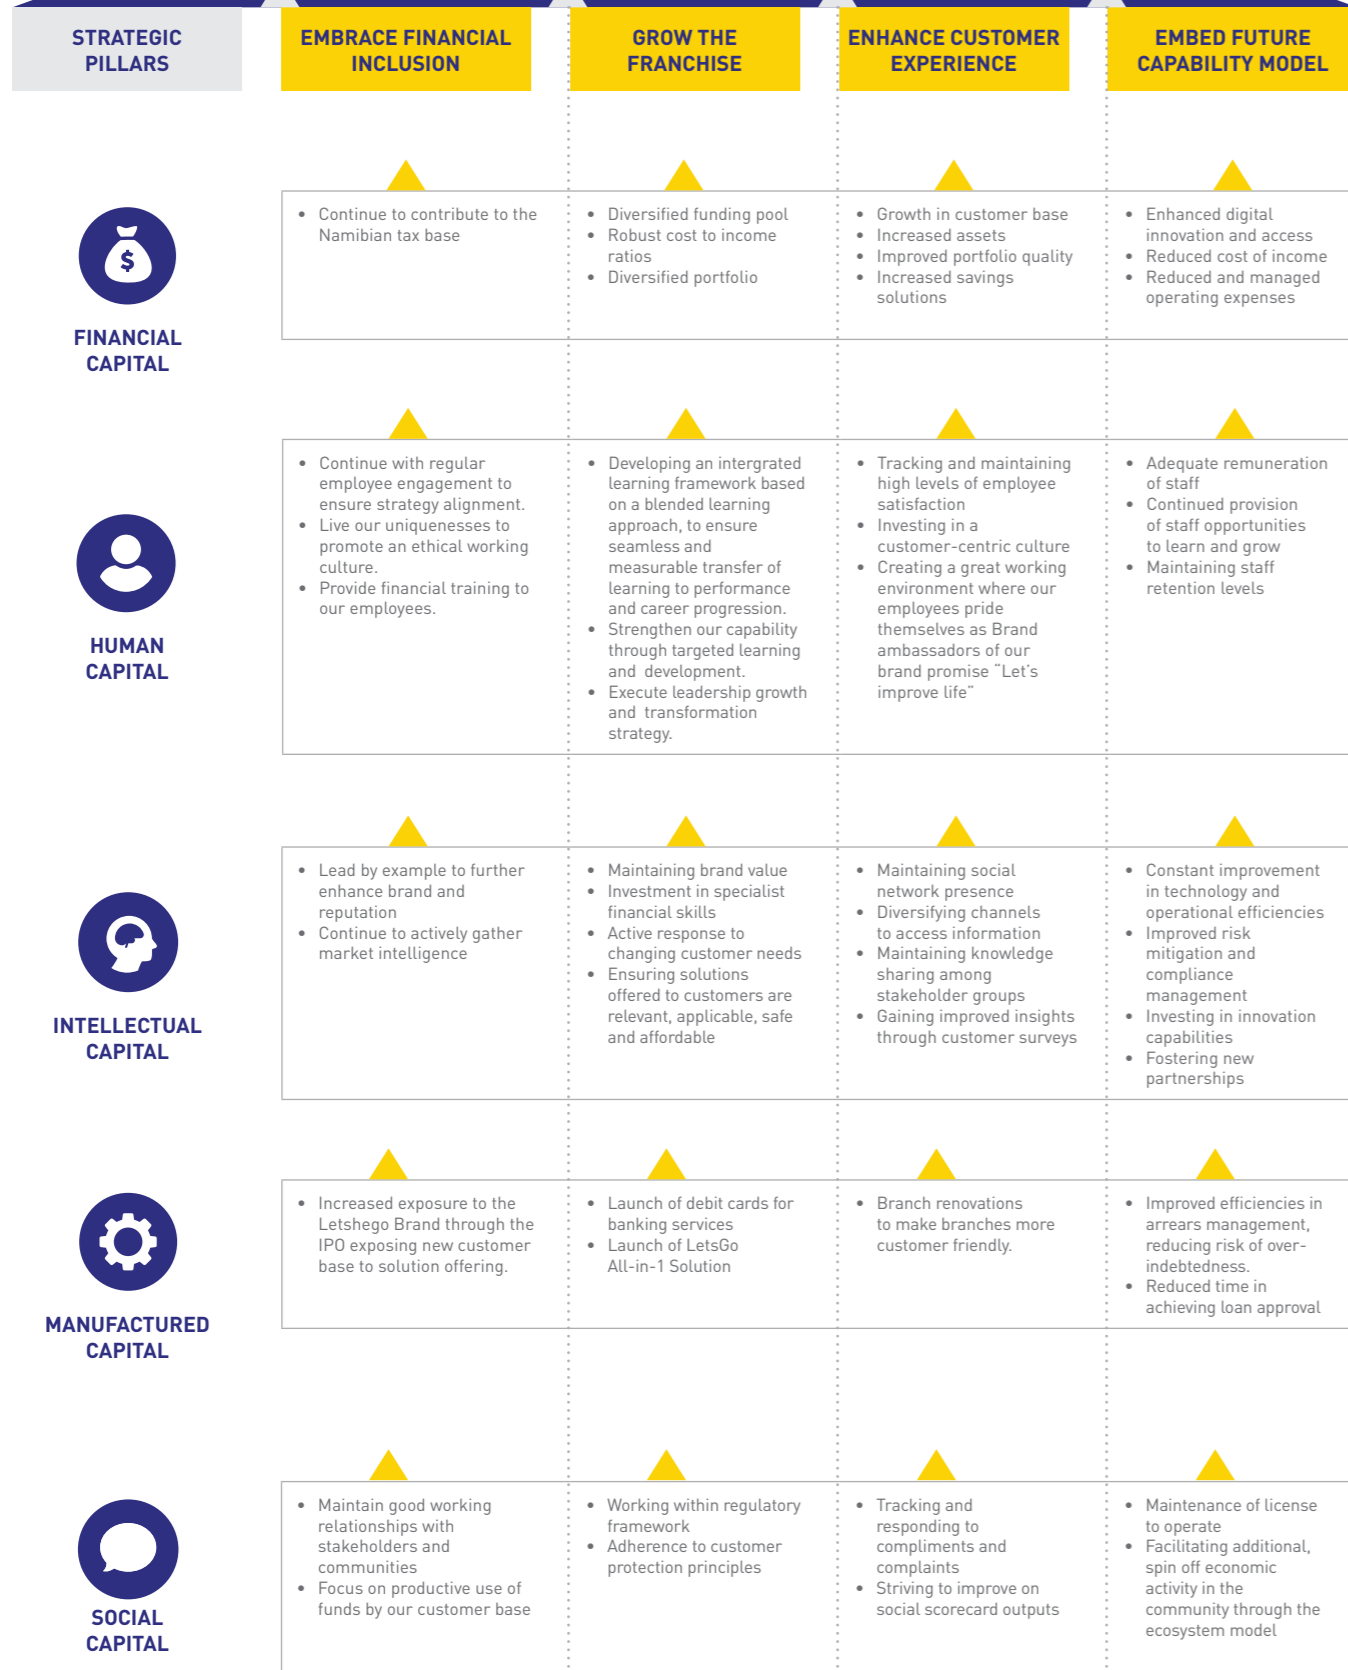 STRATEGIC
PILLARS
EMBRACE FINANCIAL
INCLUSION
GROW THE
FRANCHISE
ENHANCE CUSTOMER
EXPERIENCE
EMBED FUTURE
CAPABILITY MODEL
$
FINANCIAL
CAPITAL
• Continue to contribute to the
Namibian tax base
• Diversified funding pool
• Robust cost to income
ratios
• Diversified portfolio
• Growth in customer base
• Increased assets
• Improved portfolio quality
• Increased savings
solutions
• Enhanced digital
innovation and access
• Reduced cost of income
• Reduced and managed
operating expenses
HUMAN
CAPITAL
• Continue with regular
employee engagement to
ensure strategy alignment.
• Live our uniquenesses to
promote an ethical working
culture.
• Provide financial training to
our employees.
• Developing an intergrated
learning framework based
on a blended learning
approach, to ensure
seamless and
measurable transfer of
learning to performance
and career progression.
• Strengthen our capability
through targeted learning
and development.
• Execute leadership growth
and transformation
strategy.
• Tracking and maintaining
high levels of employee
satisfaction
• Investing in a
customer-centric culture
• Creating a great working
environment where our
employees pride
themselves as Brand
ambassadors of our
brand promise “Let’s
improve life”
• Adequate remuneration
of staff
• Continued provision
of staff opportunities
to learn and grow
• Maintaining staff
retention levels
INTELLECTUAL
CAPITAL
• Lead by example to further
enhance brand and
reputation
• Continue to actively gather
market intelligence
• Maintaining brand value
• Investment in specialist
financial skills
• Active response to
changing customer needs
• Ensuring solutions
offered to customers are
relevant, applicable, safe
and affordable
• Maintaining social
network presence
• Diversifying channels
to access information
• Maintaining knowledge
sharing among
stakeholder groups
• Gaining improved insights
through customer surveys
• Constant improvement
in technology and
operational efficiencies
• Improved risk
mitigation and
compliance
management
• Investing in innovation
capabilities
• Fostering new
partnerships
MANUFACTURED
CAPITAL
• Increased exposure to the
Letshego Brand through the
IPO exposing new customer
base to solution offering.
• Launch of debit cards for
banking services
• Launch of LetsGo
All-in-1 Solution
• Branch renovations
to make branches more
customer friendly.
• Improved efficiencies in
arrears management,
reducing risk of over-
indebtedness.
• Reduced time in
achieving loan approval
SOCIAL
CAPITAL
• Maintain good working
relationships with
stakeholders and
communities
• Focus on productive use of
funds by our customer base
• Working within regulatory
framework
• Adherence to customer
protection principles
• Tracking and
responding to
compliments and
complaints
• Striving to improve on
social scorecard outputs
• Maintenance of license
to operate
• Facilitating additional,
spin off economic
activity in the
community through the
ecosystem model